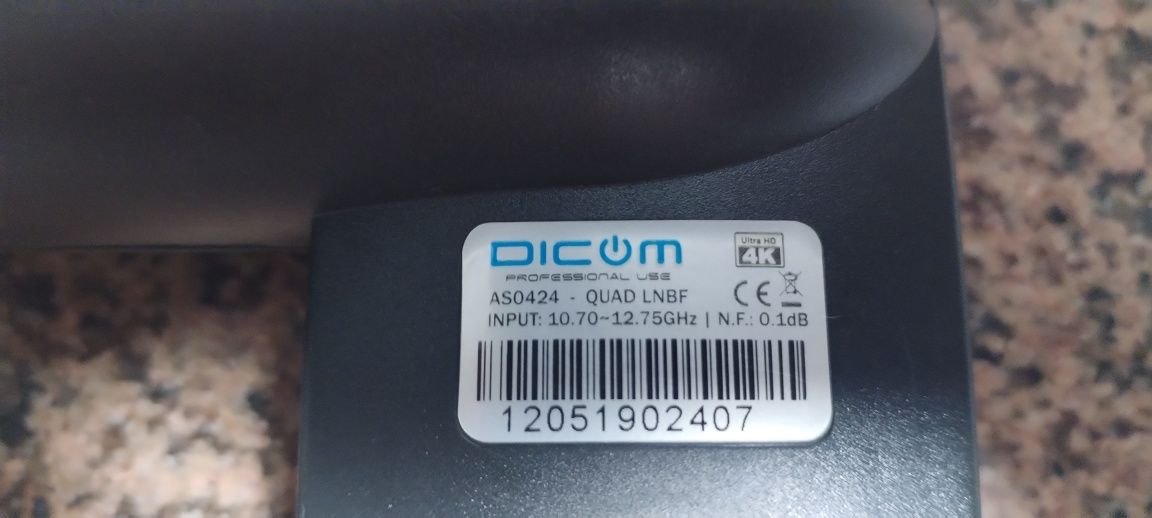 DICOM
Ultra HD
4K
PROFESSIONAL USE
AS0424 - QUAD LNBF
CE
INPUT: 10.70~12.75GHz | N.F.: 0.1dB
12051902407